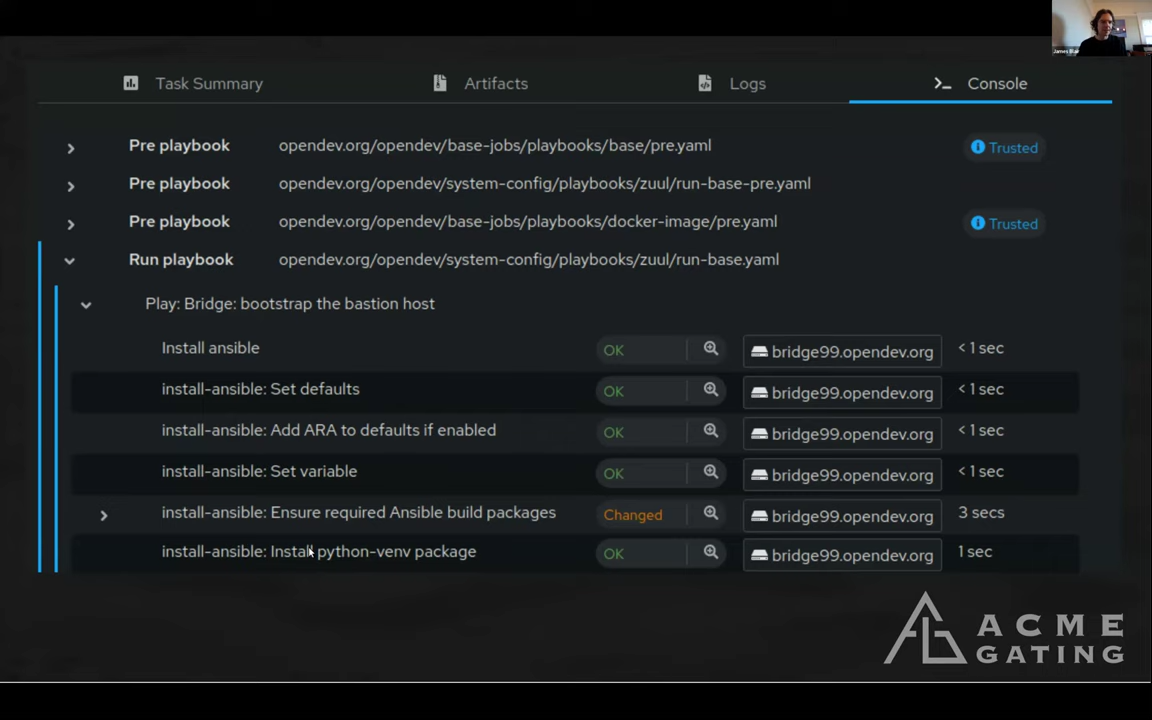 James Blair
Task Summary Artifacts Logs Console
Pre playbook opendev.org/opendev/base-jobs/playbooks/base/pre.yaml Trusted
Pre playbook opendev.org/opendev/system-config/playbooks/zuul/run-base-pre.yaml
Pre playbook opendev.org/opendev/base-jobs/playbooks/docker-image/pre.yaml Trusted
Run playbook opendev.org/opendev/system-config/playbooks/zuul/run-base.yaml
Play: Bridge: bootstrap the bastion host
Install ansible OK bridge99.opendev.org < 1 sec
install-ansible: Set defaults OK bridge99.opendev.org < 1 sec
install-ansible: Add ARA to defaults if enabled OK bridge99.opendev.org < 1 sec
install-ansible: Set variable OK bridge99.opendev.org < 1 sec
install-ansible: Ensure required Ansible build packages Changed bridge99.opendev.org 3 secs
install-ansible: Install python-venv package OK bridge99.opendev.org 1 sec
ACME
GATING